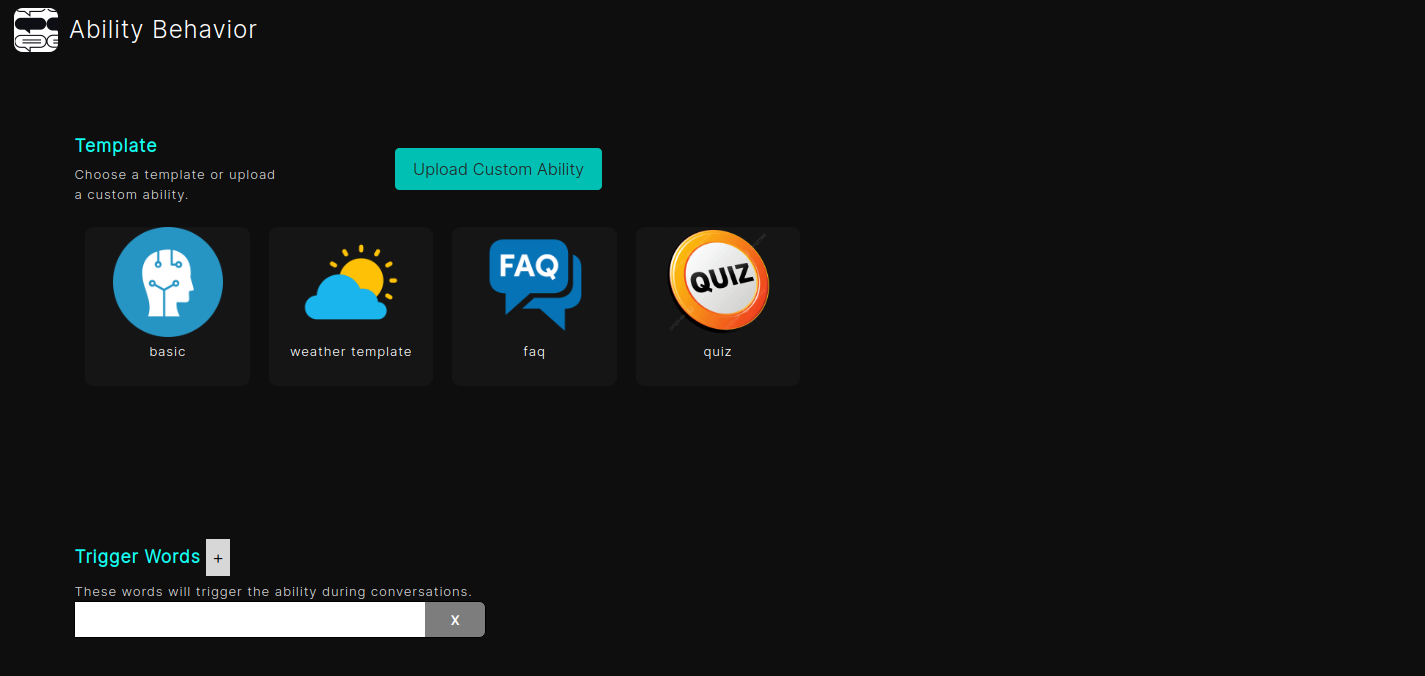 Ability Behavior
Template
Choose a template or upload
a custom ability.
Upload Custom Ability
FAQ
QUIZ
basic
weather template
faq
quiz
Trigger Words +
These words will trigger the ability during conversations.
X